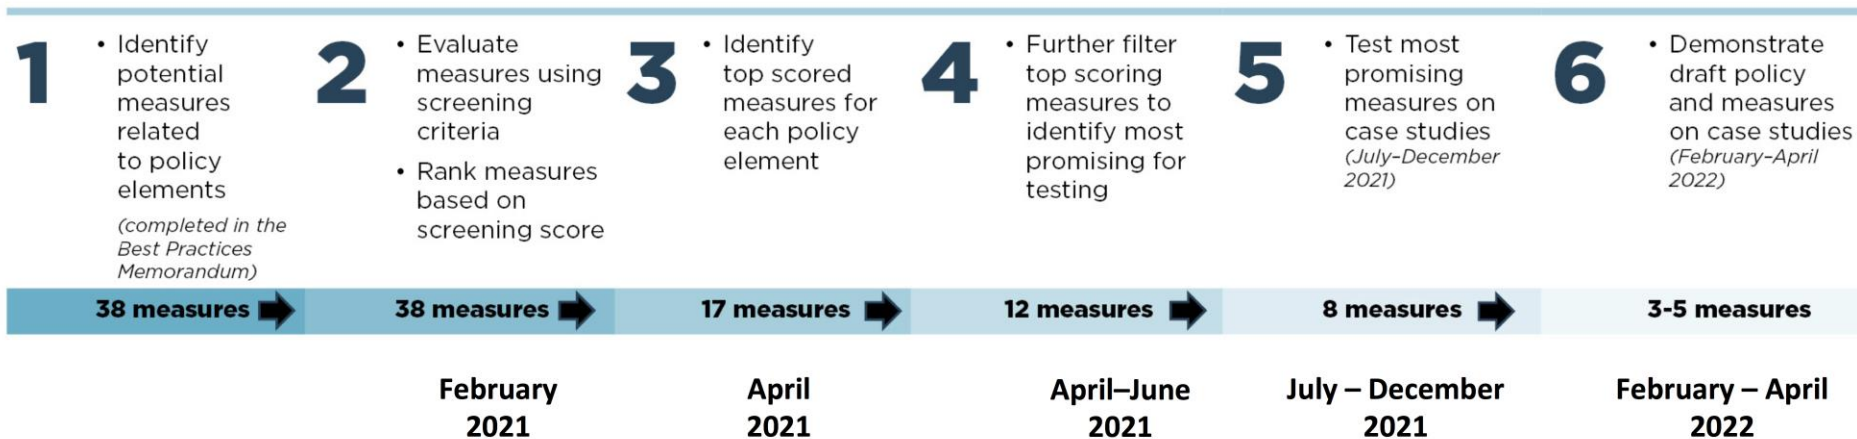 1
• Identify
potential
measures
related
to policy
elements
(completed in the
Best Practices
Memorandum)
2
• Evaluate
measures using
screening
criteria
• Rank measures
based on
screening score
3
• Identify
top scored
measures for
each policy
element
4
• Further filter
top scoring
measures to
identify most
promising for
testing
5
• Test most
promising
measures on
case studies
(July–December
2021)
6
• Demonstrate
draft policy
and measures
on case studies
(February–April
2022)
38 measures
38 measures
17 measures
12 measures
8 measures
3-5 measures
February
2021
April
2021
April–June
2021
July – December
2021
February – April
2022